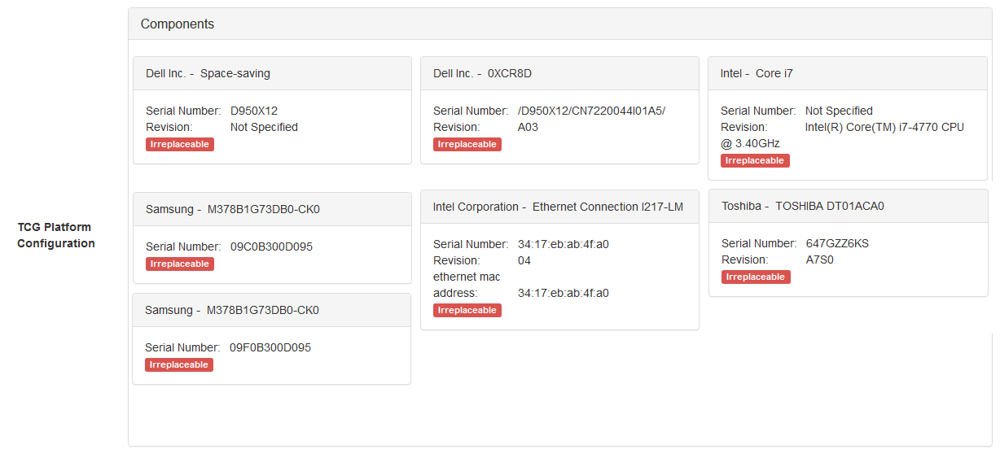 Components
Dell Inc. - Space-saving
Serial Number: D950X12
Revision: Not Specified
Irreplaceable
Dell Inc. - 0XCR8D
Serial Number: /D950X12/CN7220044I01A5/
Revision: A03
Irreplaceable
Intel - Core i7
Serial Number: Not Specified
Revision: Intel(R) Core(TM) i7-4770 CPU
@ 3.40GHz
Irreplaceable
TCG Platform
Configuration
Samsung - M378B1G73DB0-CK0
Serial Number: 09C0B300D095
Irreplaceable
Intel Corporation - Ethernet Connection I217-LM
Serial Number: 34:17:eb:ab:4f:a0
Revision: 04
ethernet mac
address: 34:17:eb:ab:4f:a0
Irreplaceable
Toshiba - TOSHIBA DT01ACA0
Serial Number: 647GZZ6KS
Revision: A7S0
Irreplaceable
Samsung - M378B1G73DB0-CK0
Serial Number: 09F0B300D095
Irreplaceable